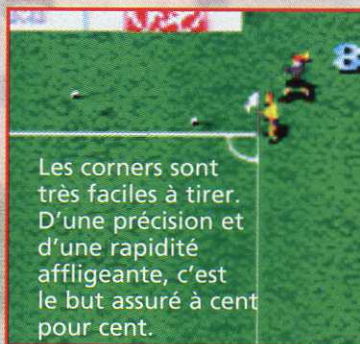 Les corners sont
très faciles à tirer.
D'une précision et
d'une rapidité
affligeante, c'est
le but assuré à cent
pour cent.